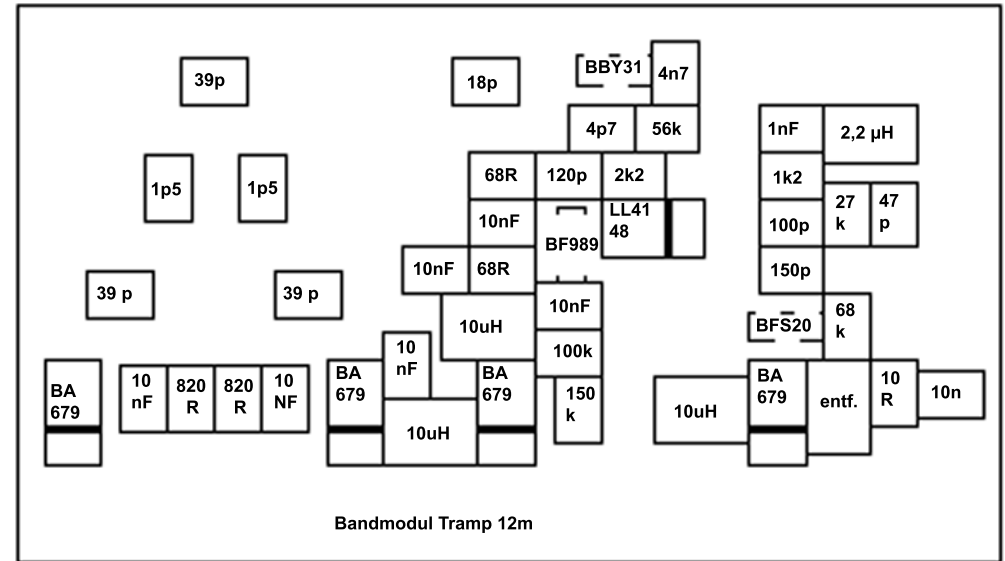 BBY31
4n7
39p
18p
4p7
56k
1nF
2,2 µH
68R
120p
2k2
1k2
1p5
1p5
10nF
BF989
LL41
48
100p
27
k
47
p
10nF
68R
150p
39 p
39 p
10nF
10uH
BFS20
68
k
10
nF
100k
BA
679
10
nF
820
R
820
R
10
NF
BA
679
BA
679
150
k
10uH
10uH
BA
679
entf.
10
R
10n
Bandmodul Tramp 12m